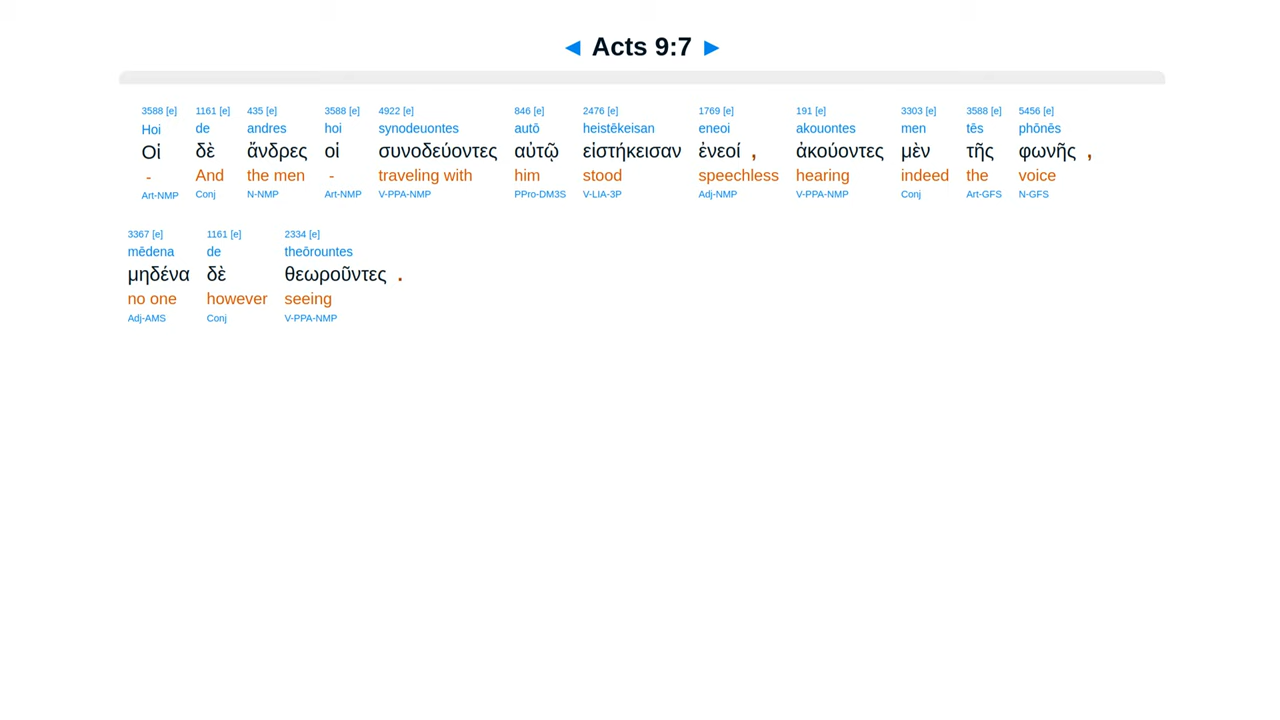 ◄ Acts 9:7 ►
3588 [e] 1161 [e] 435 [e] 3588 [e] 4922 [e] 846 [e] 2476 [e] 1769 [e] 191 [e] 3303 [e] 3588 [e] 5456 [e]
Hoi de andres hoi synodeuontes autō heistēkeisan eneoi akouontes men tēs phōnēs
Οἱ δὲ ἄνδρες οἱ συνοδεύοντες αὐτῷ εἱστήκεισαν ἐνεοί , ἀκούοντες μὲν τῆς φωνῆς ,
- And the men - traveling with him stood speechless hearing indeed the voice
Art-NMP Conj N-NMP Art-NMP V-PPA-NMP PPro-DM3S V-LIA-3P Adj-NMP V-PPA-NMP Conj Art-GFS N-GFS
3367 [e] 1161 [e] 2334 [e]
mēdena de theōrountes
μηδένα δὲ θεωροῦντες .
no one however seeing
Adj-AMS Conj V-PPA-NMP